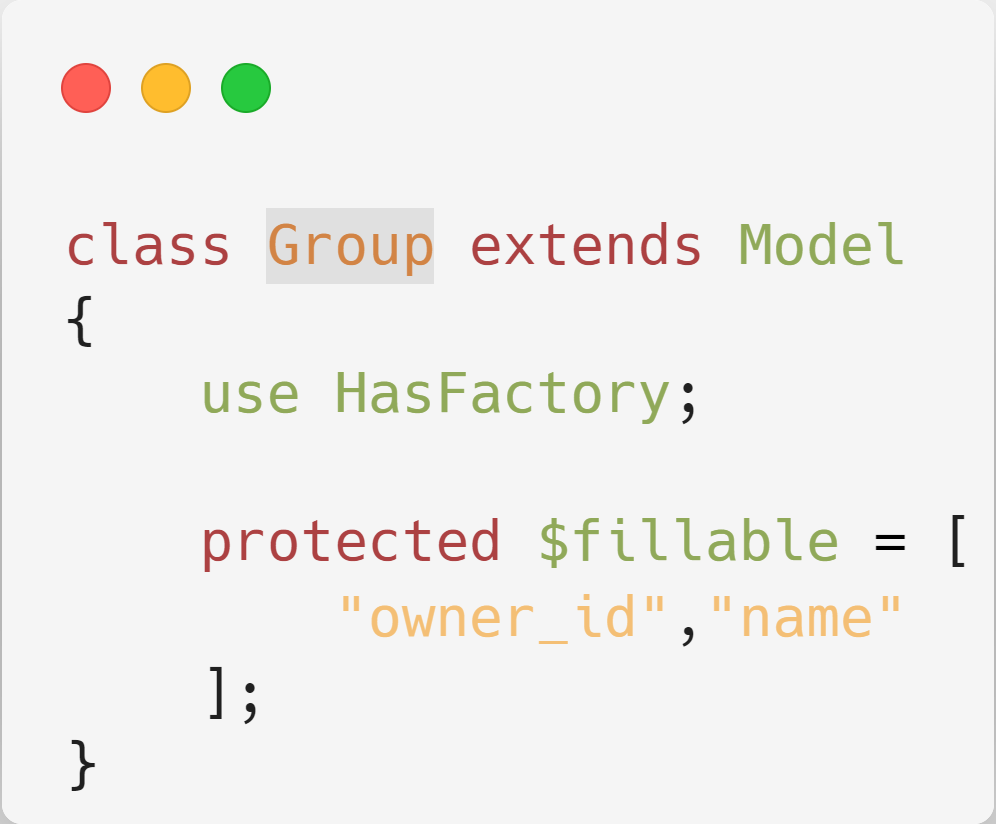 class Group extends Model
{
    use HasFactory;

    protected $fillable = [
        "owner_id","name"
    ];
}